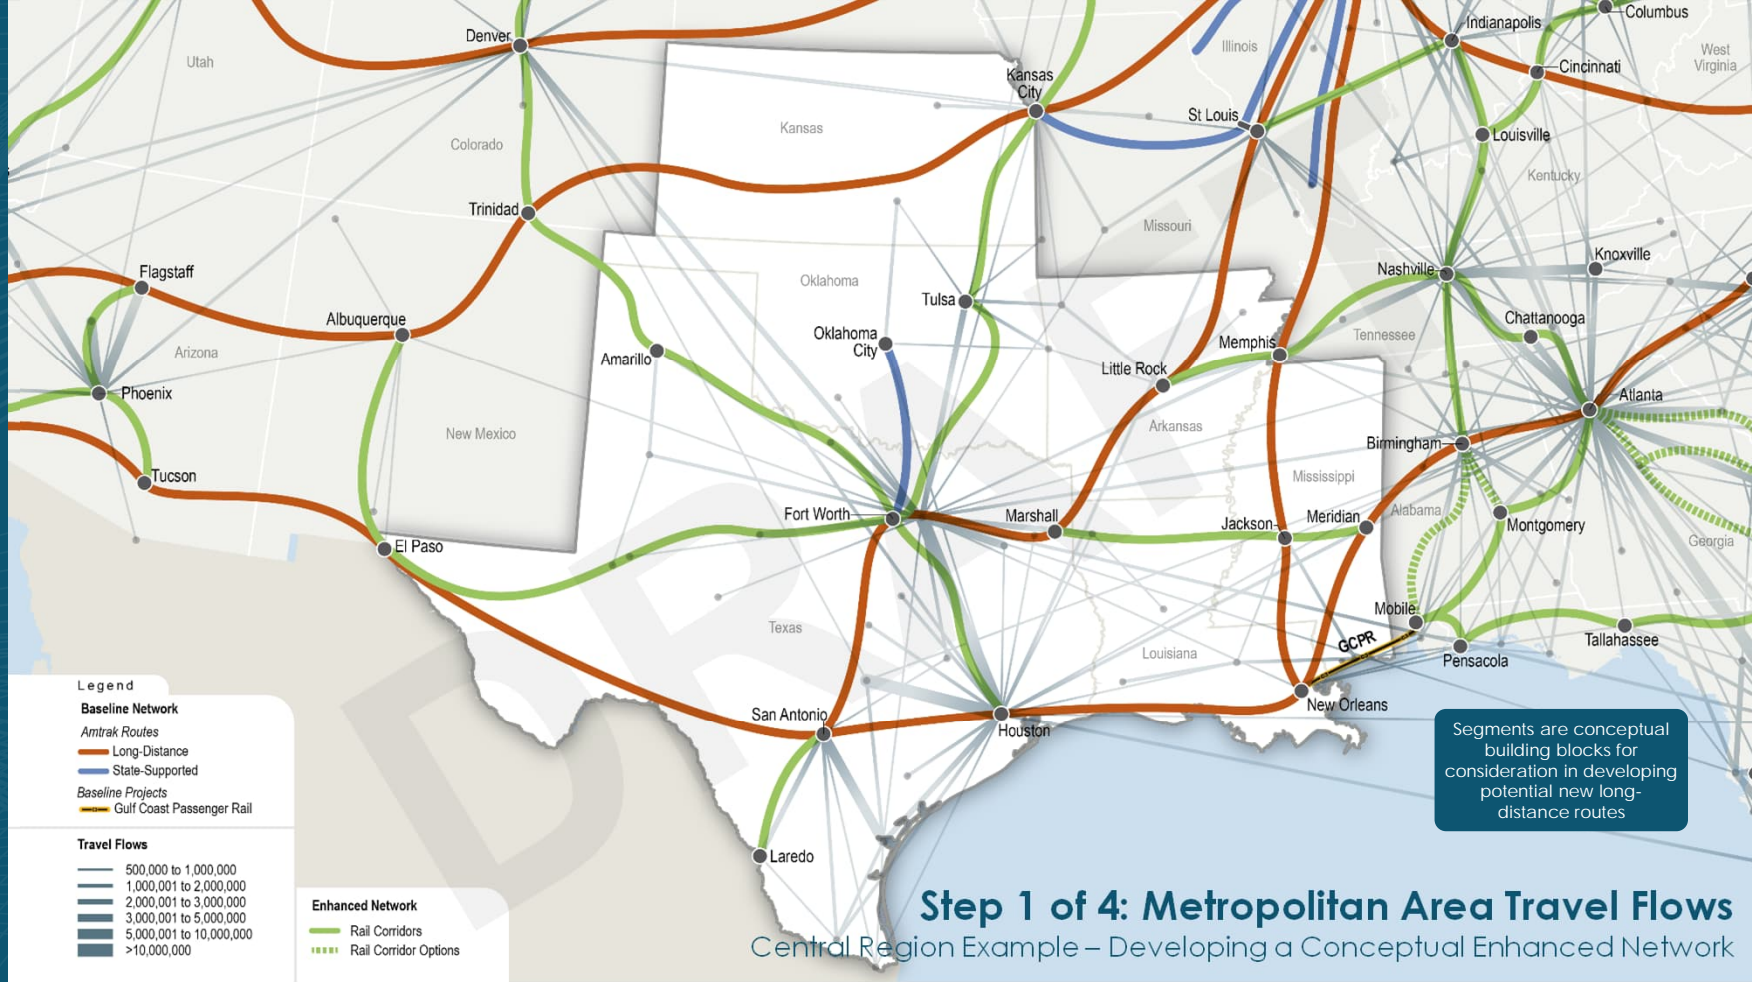 Denver
Utah
Colorado
Kansas
Kansas
City
Illinois
Indianapolis
Columbus
West
Virginia
Cincinnati
St Louis
Louisville
Kentucky
Trinidad
Missouri
Flagstaff
Oklahoma
Nashville
Knoxville
Albuquerque
Tulsa
Arizona
Oklahoma
City
Amarillo
Memphis
Tennessee
Chattanooga
Little Rock
Phoenix
Atlanta
New Mexico
Arkansas
Birmingham
Tucson
Mississippi
Fort Worth
Marshall
Jackson
Meridian
Alabama
Montgomery
Georgia
El Paso
Texas
Louisiana
Mobile
GCPR
Tallahassee
Pensacola
San Antonio
Houston
New Orleans
Laredo
DRAFT
Legend
Baseline Network
Amtrak Routes
Long-Distance
State-Supported
Baseline Projects
Gulf Coast Passenger Rail
Travel Flows
500,000 to 1,000,000
1,000,001 to 2,000,000
2,000,001 to 3,000,000
3,000,001 to 5,000,000
5,000,001 to 10,000,000
>10,000,000
Enhanced Network
Rail Corridors
Rail Corridor Options
Segments are conceptual
building blocks for
consideration in developing
potential new long-
distance routes
Step 1 of 4: Metropolitan Area Travel Flows
Central Region Example – Developing a Conceptual Enhanced Network